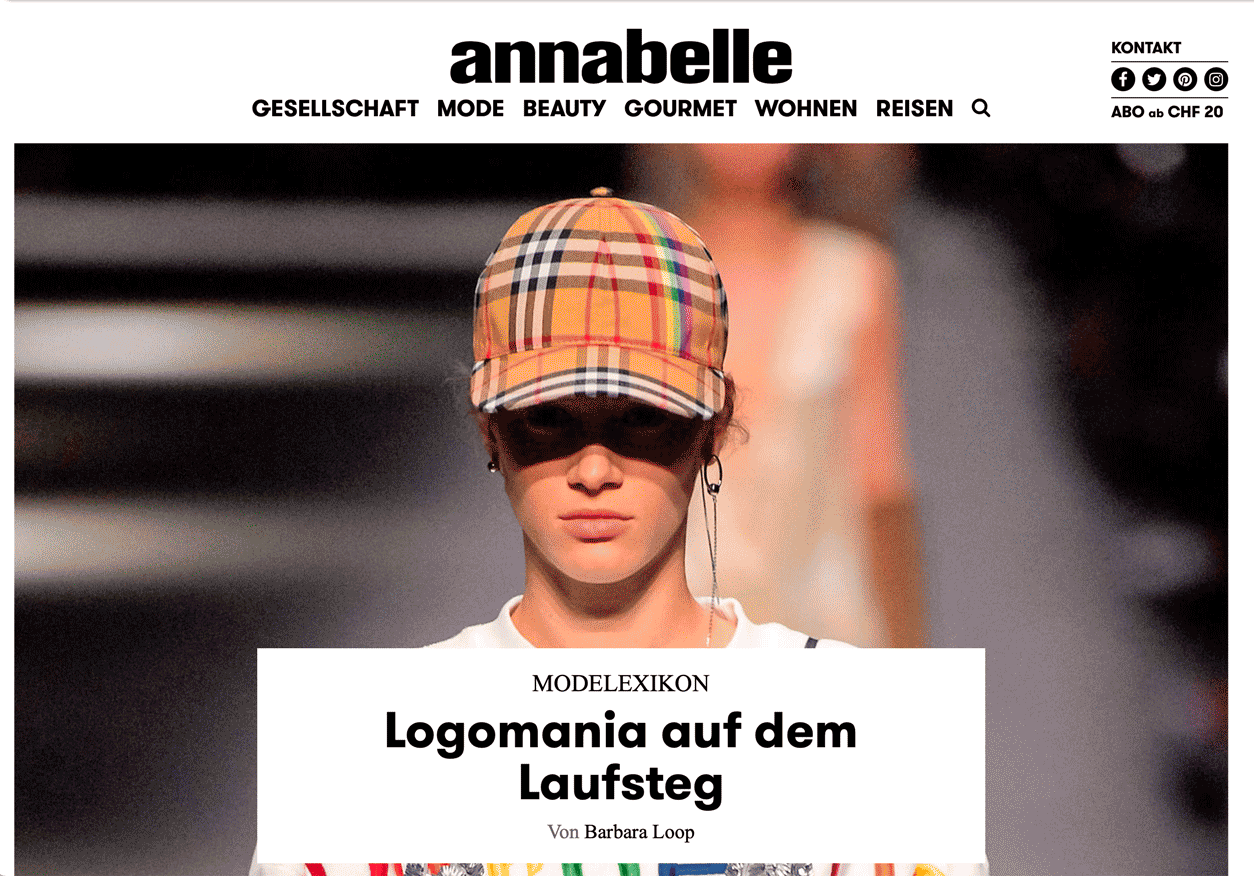 annabelle
KONTAKT
GESELLSCHAFT MODE BEAUTY GOURMET WOHNEN REISEN
ABO ab CHF 20
MODELEXIKON
Logomania auf dem
Laufsteg
Von Barbara Loop